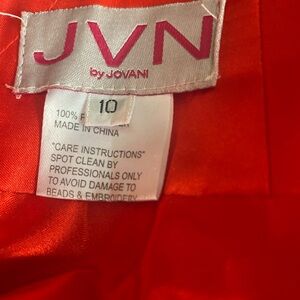 JVN
by JOVANI
10
100%
MADE IN CHINA
"CARE INSTRUCTIONS"
SPOT CLEAN BY
PROFESSIONALS ONLY
TO AVOID DAMAGE TO
BEADS & EMBROIDERY